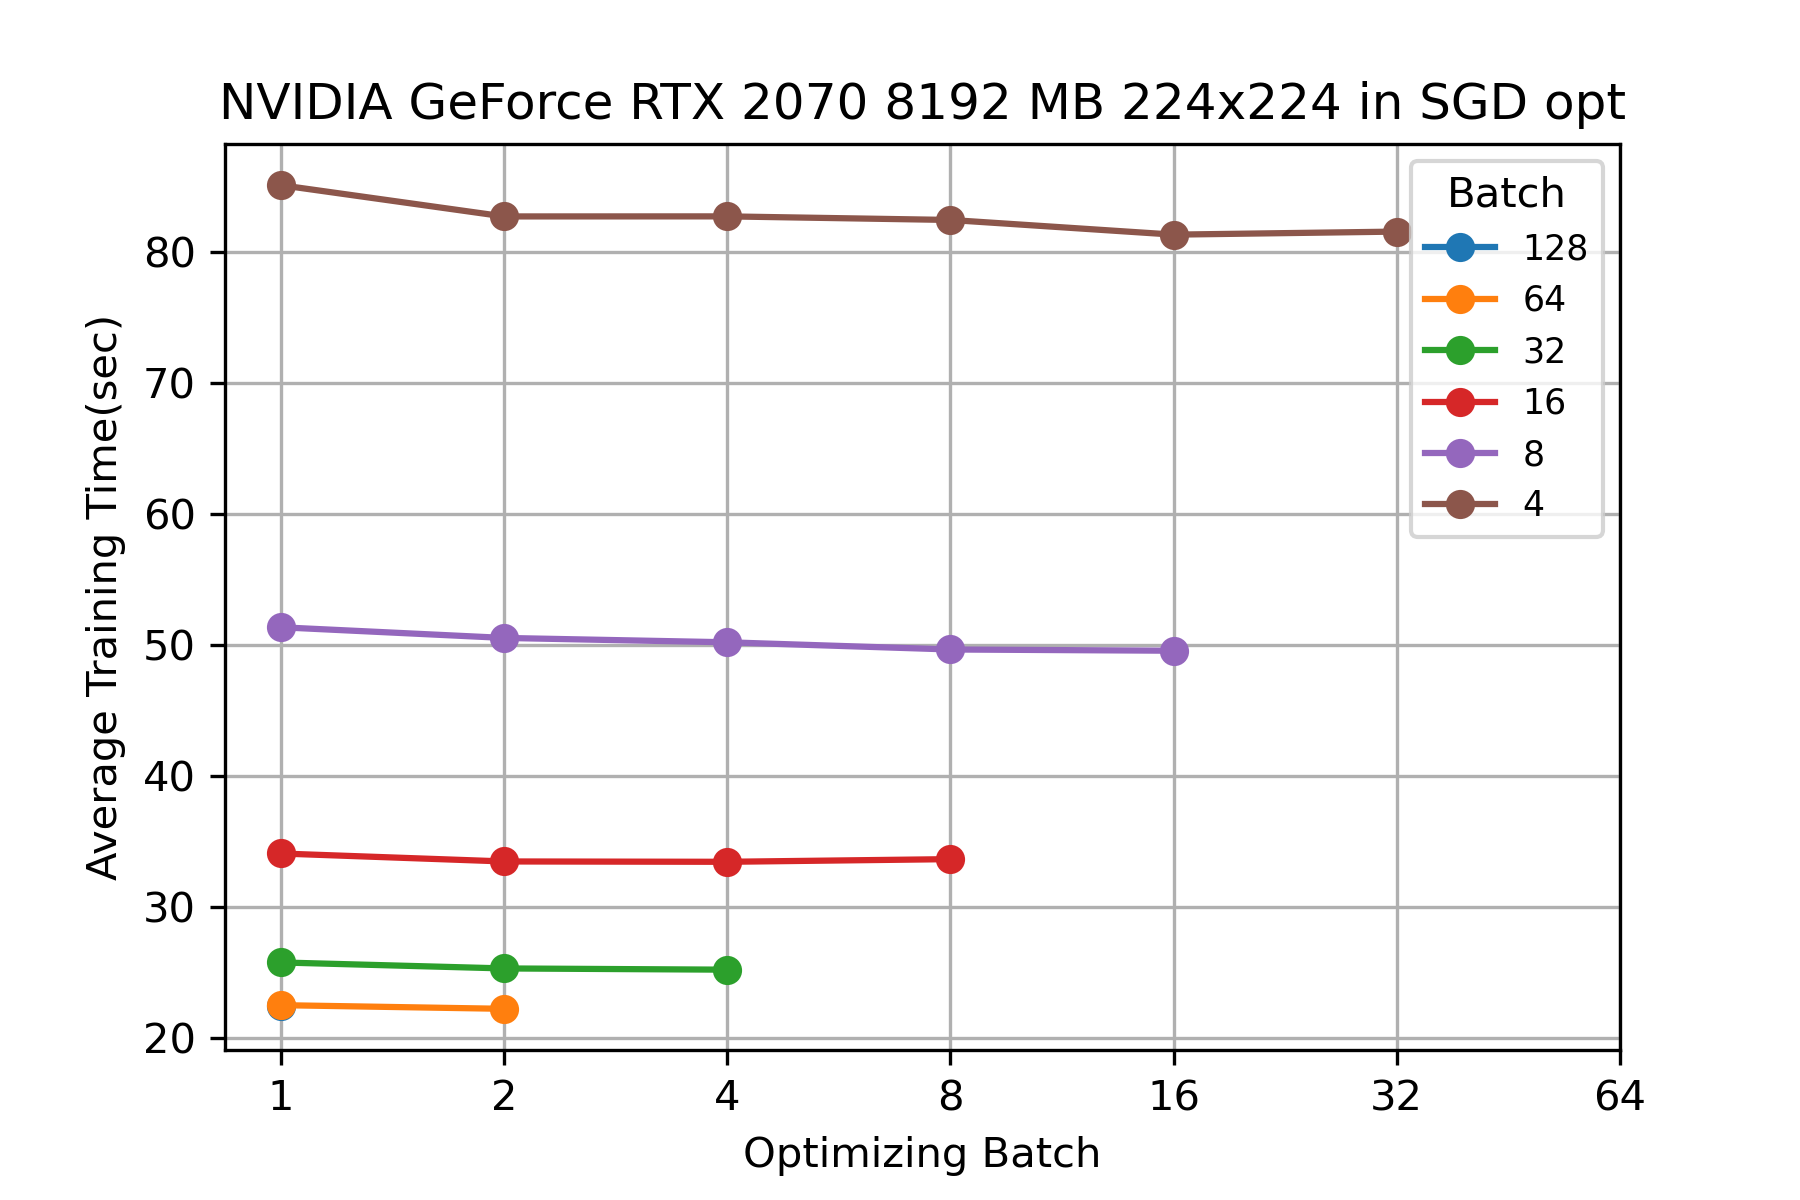 NVIDIA GeForce RTX 2070 8192 MB 224x224 in SGD opt
Batch
128
64
32
16
8
4
Average Training Time(sec)
80
70
60
50
40
30
20
1 2 4 8 16 32 64
Optimizing Batch